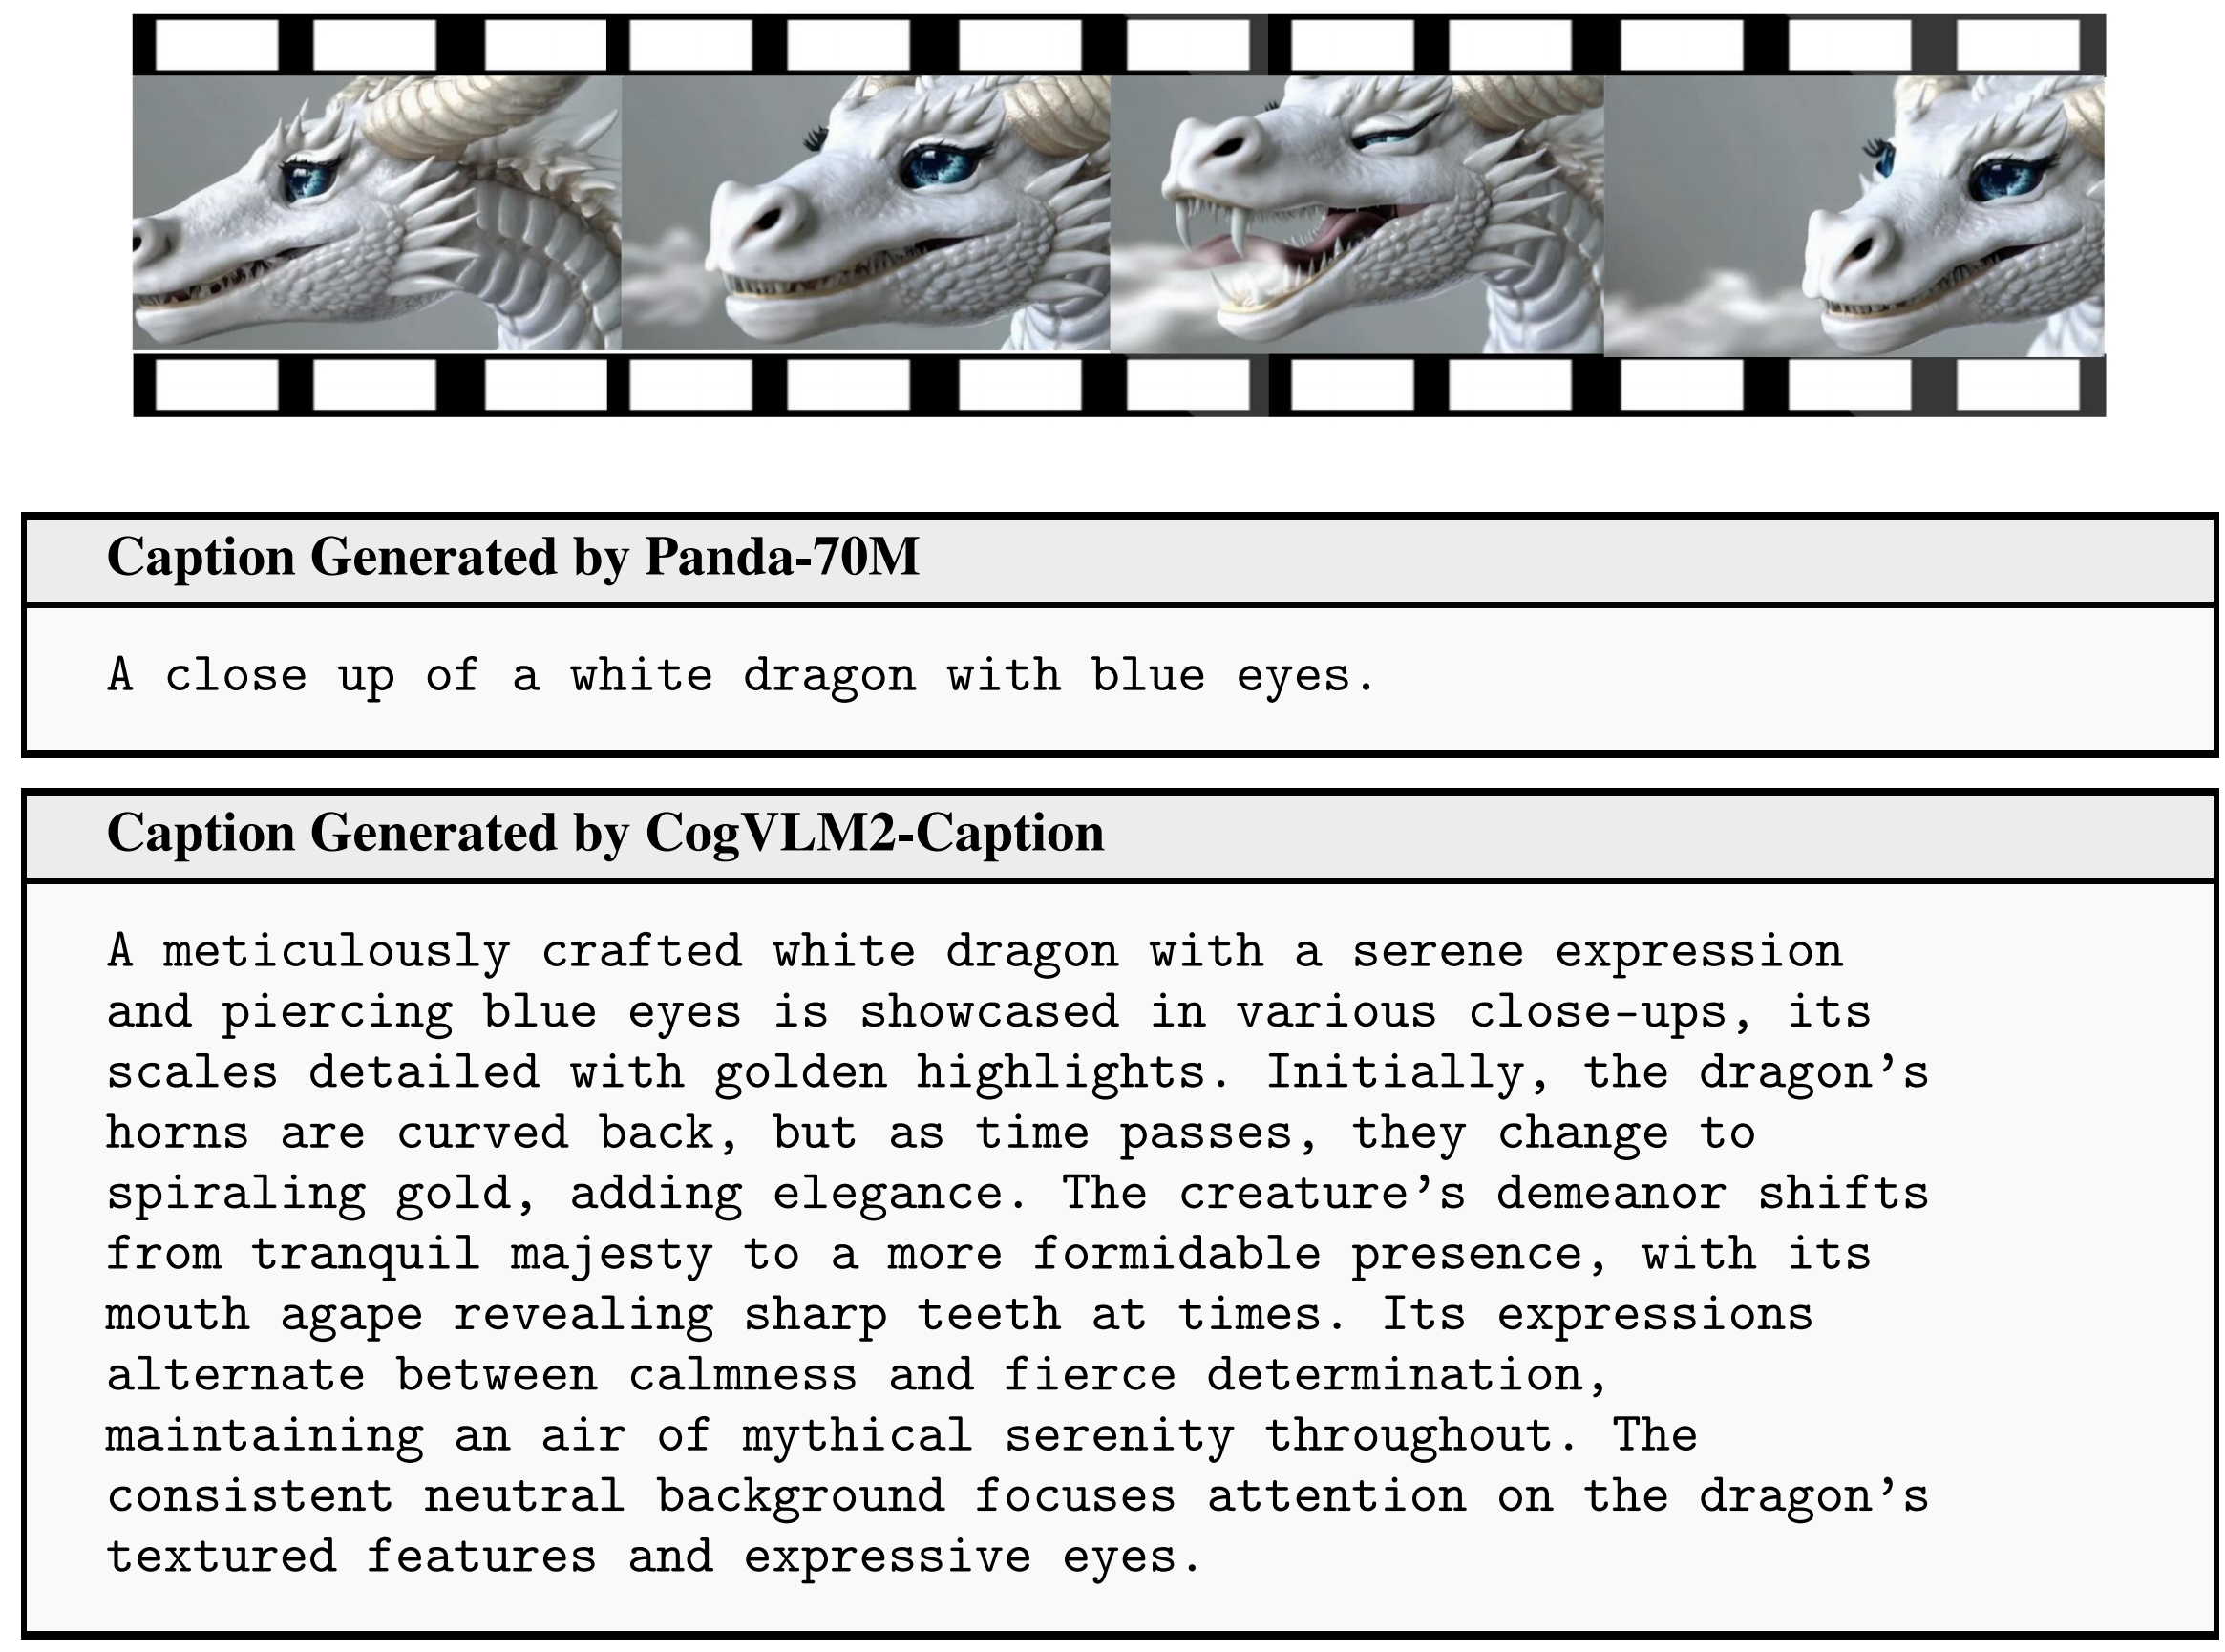 Caption Generated by Panda-70M
A close up of a white dragon with blue eyes.
Caption Generated by CogVLM2-Caption
A meticulously crafted white dragon with a serene expression
and piercing blue eyes is showcased in various close-ups, its
scales detailed with golden highlights. Initially, the dragon's
horns are curved back, but as time passes, they change to
spiraling gold, adding elegance. The creature's demeanor shifts
from tranquil majesty to a more formidable presence, with its
mouth agape revealing sharp teeth at times. Its expressions
alternate between calmness and fierce determination,
maintaining an air of mythical serenity throughout. The
consistent neutral background focuses attention on the dragon's
textured features and expressive eyes.